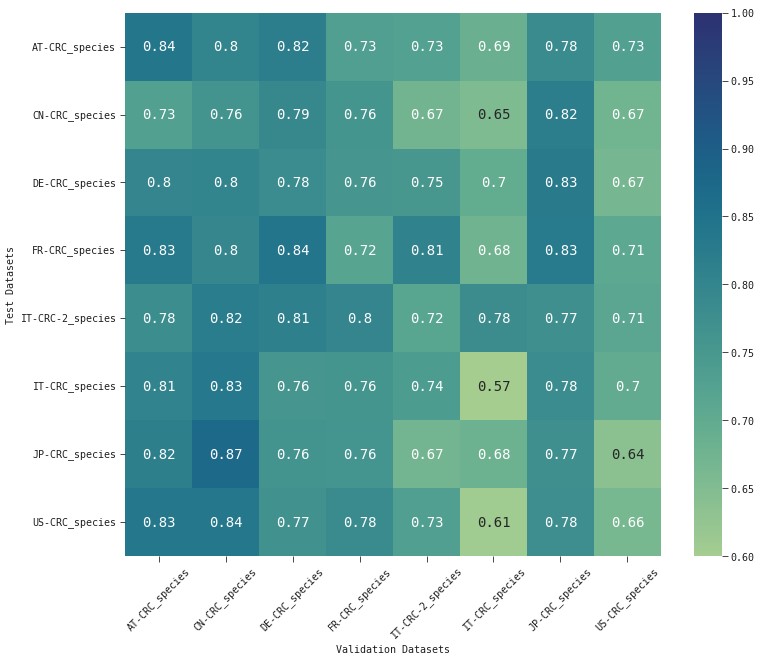 AT-CRC_species 0.84 0.8 0.82 0.73 0.73 0.69 0.78 0.73
CN-CRC_species 0.73 0.76 0.79 0.76 0.67 0.65 0.82 0.67
DE-CRC_species 0.8 0.8 0.78 0.76 0.75 0.7 0.83 0.67
FR-CRC_species 0.83 0.8 0.84 0.72 0.81 0.68 0.83 0.71
IT-CRC-2_species 0.78 0.82 0.81 0.8 0.72 0.78 0.77 0.71
IT-CRC_species 0.81 0.83 0.76 0.76 0.74 0.57 0.78 0.7
JP-CRC_species 0.82 0.87 0.76 0.76 0.67 0.68 0.77 0.64
US-CRC_species 0.83 0.84 0.77 0.78 0.73 0.61 0.78 0.66
AT-CRC_species CN-CRC_species DE-CRC_species FR-CRC_species IT-CRC-2_species IT-CRC_species JP-CRC_species US-CRC_species
Validation Datasets
Test Datasets
1.00
0.95
0.90
0.85
0.80
0.75
0.70
0.65
0.60